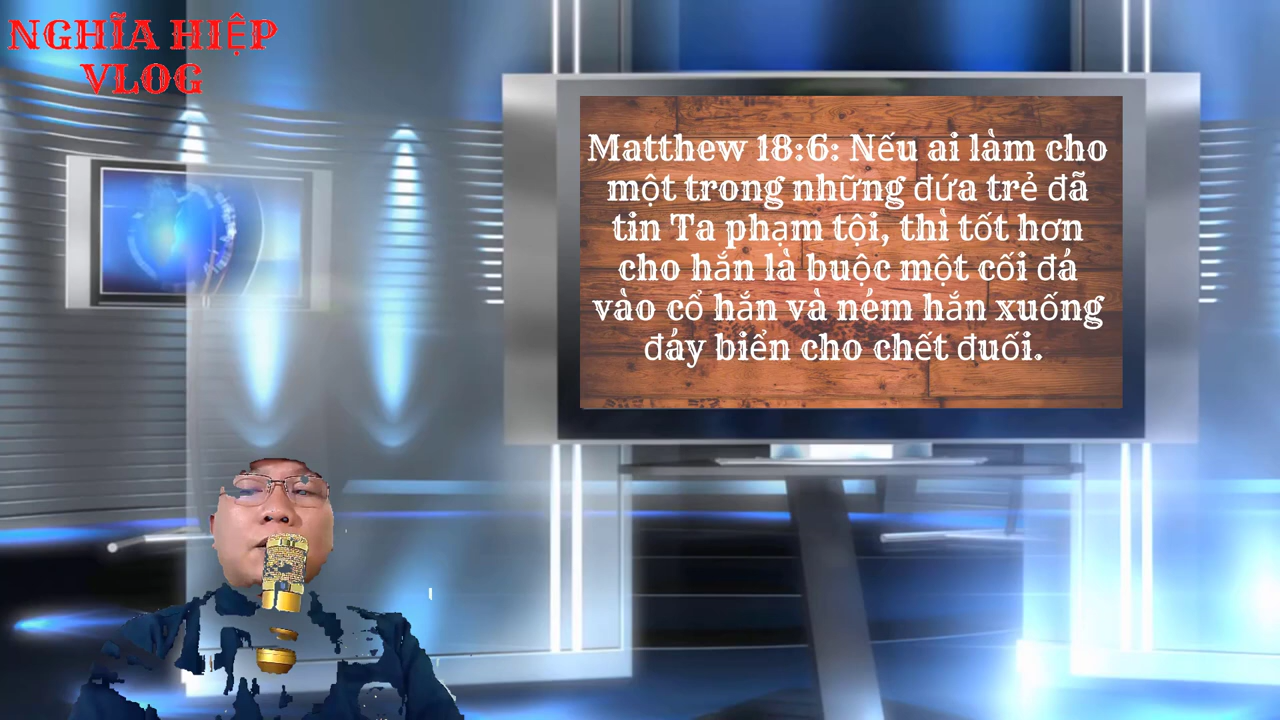 NGHĨA HIỆP
VLOG
Matthew 18:6: Nếu ai làm cho
một trong những đứa trẻ đã
tin Ta phạm tội, thì tốt hơn
cho hắn là buộc một cối đá
vào cổ hắn và ném hắn xuống
đáy biển cho chết đuối.